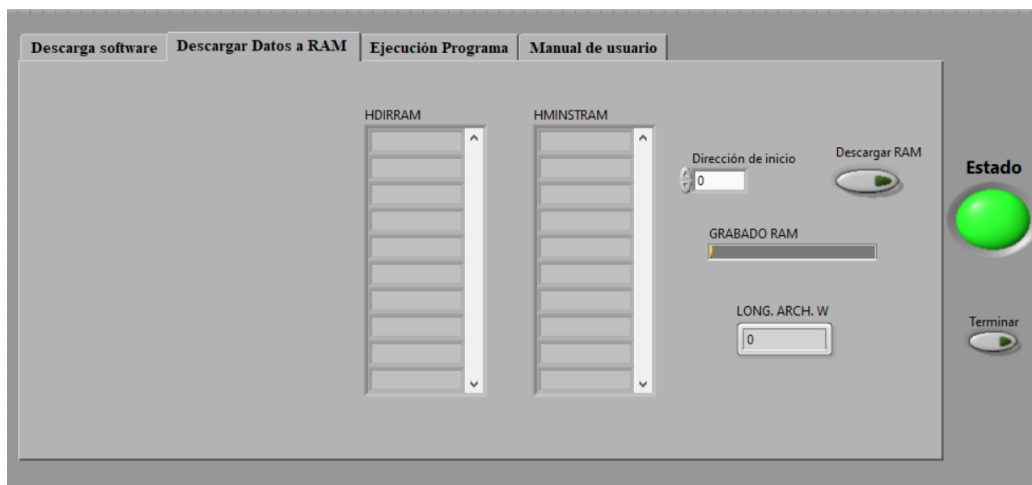 Descarga software
Descargar Datos a RAM
Ejecución Programa
Manual de usuario
HDIRRAM
HMINSTRAM
Dirección de inicio
0
Descargar RAM
GRABADO RAM
LONG. ARCH. W
0
Estado
Terminar